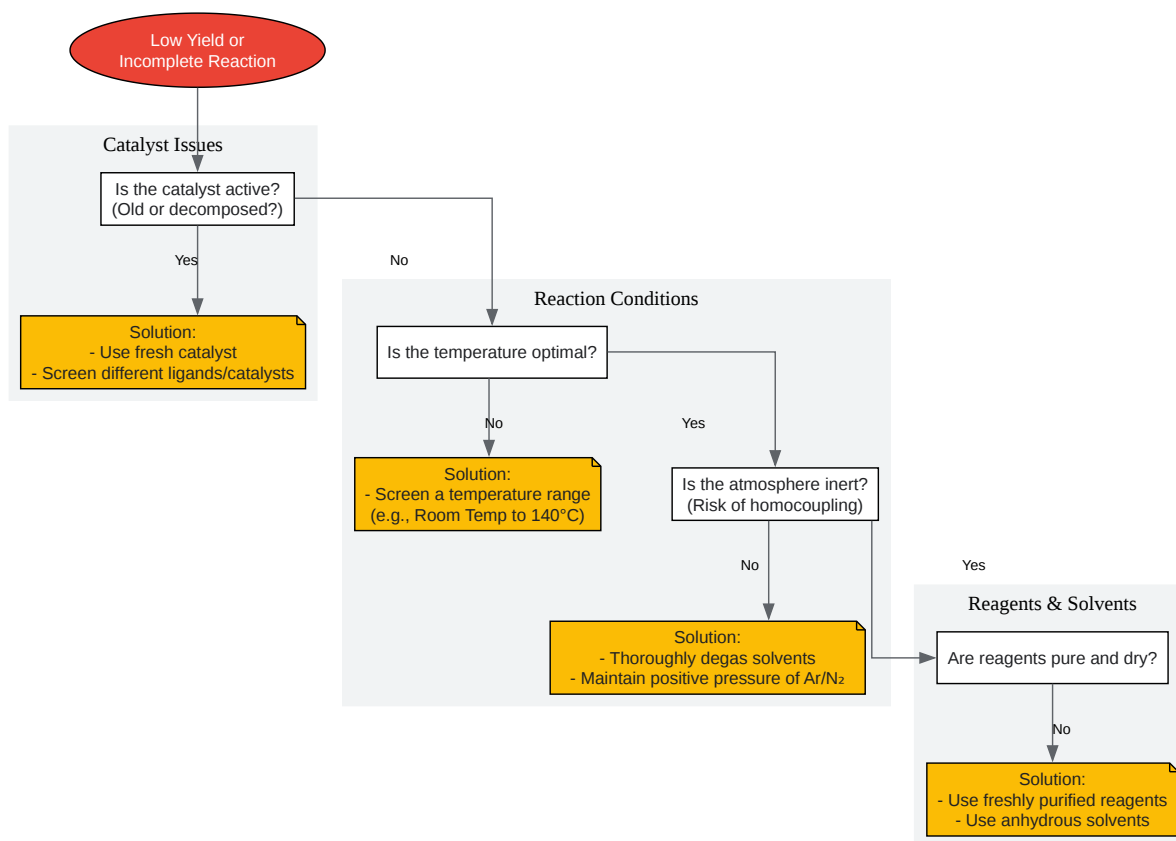 Low Yield or
Incomplete Reaction
Catalyst Issues
Is the catalyst active?
(Old or decomposed?)
Yes
No
Solution:
- Use fresh catalyst
- Screen different ligands/catalysts
Reaction Conditions
Is the temperature optimal?
No
Yes
Solution:
- Screen a temperature range
(e.g., Room Temp to 140°C)
Is the atmosphere inert?
(Risk of homocoupling)
No
Yes
Solution:
- Thoroughly degas solvents
- Maintain positive pressure of Ar/N₂
Reagents & Solvents
Are reagents pure and dry?
No
Solution:
- Use freshly purified reagents
- Use anhydrous solvents